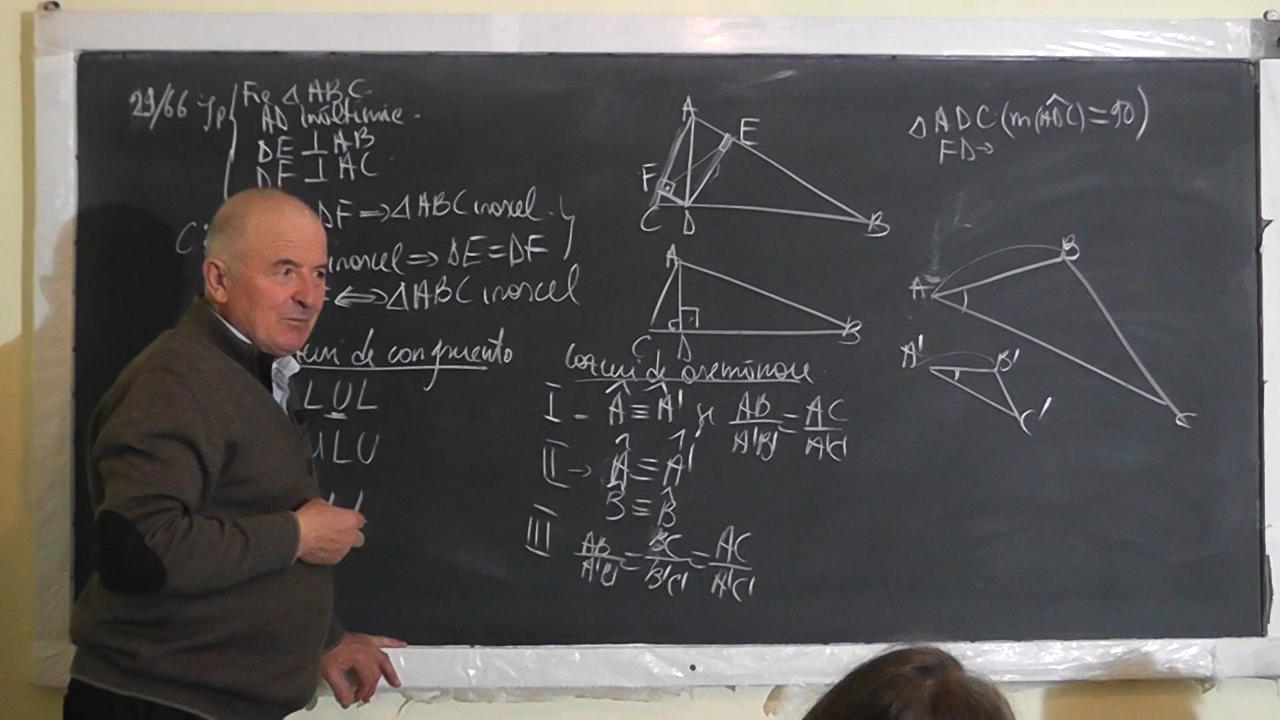 29/66 Ip
Fie △ ABC
AD înălțime.
DE ⊥ AB
DF ⊥ AC
C:
DF ⇒ △ ABC isoscel.
isoscel ⇒ DE = DF
⇔ △ ABC isoscel
de congruență
LUL
ULU
A
E
F
C
D
B
A
C
D
B
Cazuri de asemănare
I - Â ≡ Â' și AB/A'B' = AC/A'C'
II → Â ≡ Â'
B̂ ≡ B̂
III AB/A'B' = BC/B'C' = AC/A'C'
△ ADC (m(ADC) = 90)
FD →
A
B
C
A'
B'
C'